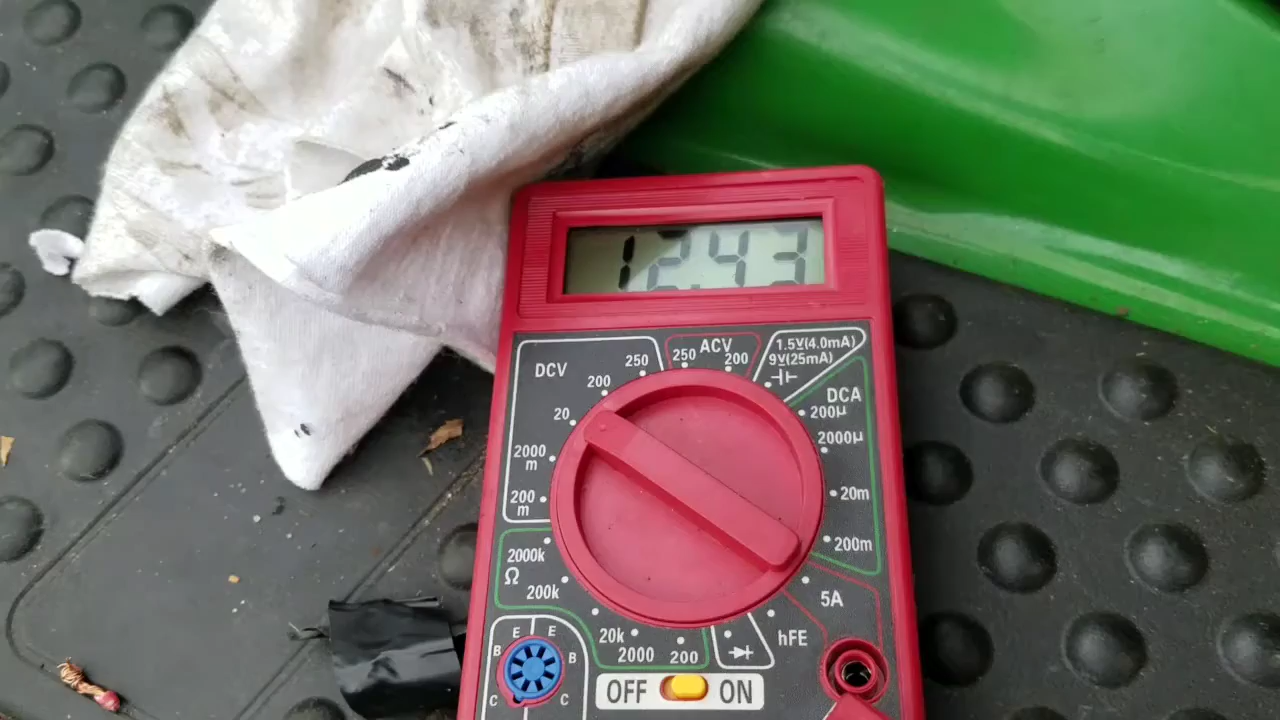 12.43
DCV
250
200
20
2000
m
200
m
ACV
250
200
1.5V(4.0mA)
9V(25mA)
DCA
200µ
2000µ
20m
200m
5A
hFE
2000k
Ω
200k
20k
2000
200
E
E
B
B
C
C
OFF
ON